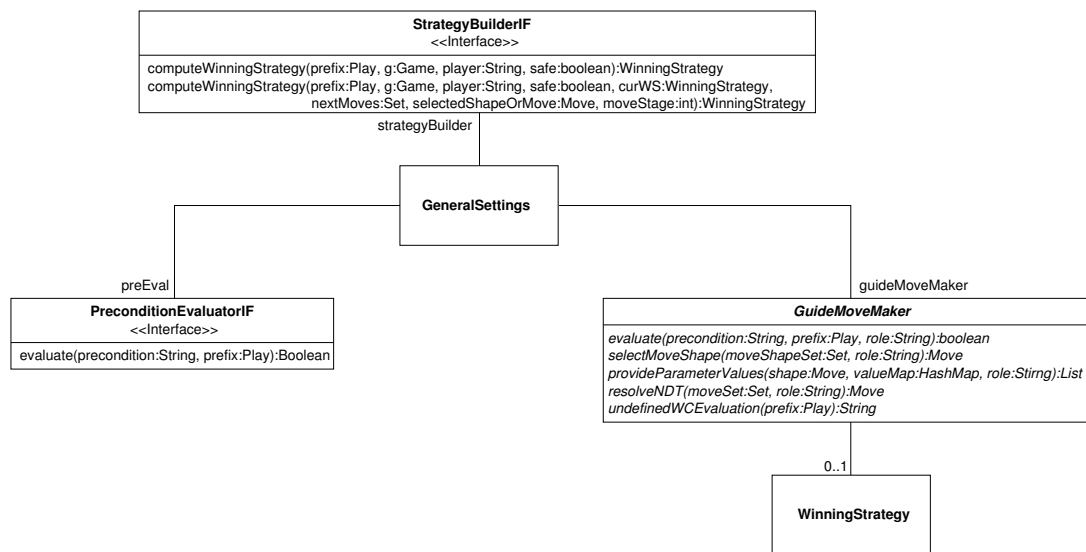 StrategyBuilderIF
<<Interface>>
computeWinningStrategy(prefix:Play, g:Game, player:String, safe:boolean):WinningStrategy
computeWinningStrategy(prefix:Play, g:Game, player:String, safe:boolean, curWS:WinningStrategy,
nextMoves:Set, selectedShapeOrMove:Move, moveStage:int):WinningStrategy
strategyBuilder
GeneralSettings
preEval
guideMoveMaker
PreconditionEvaluatorIF
<<Interface>>
evaluate(precondition:String, prefix:Play):Boolean
GuideMoveMaker
evaluate(precondition:String, prefix:Play, role:String):boolean
selectMoveShape(moveShapeSet:Set, role:String):Move
provideParameterValues(shape:Move, valueMap:HashMap, role:Stirng):List
resolveNDT(moveSet:Set, role:String):Move
undefinedWCEvaluation(prefix:Play):String
0..1
WinningStrategy